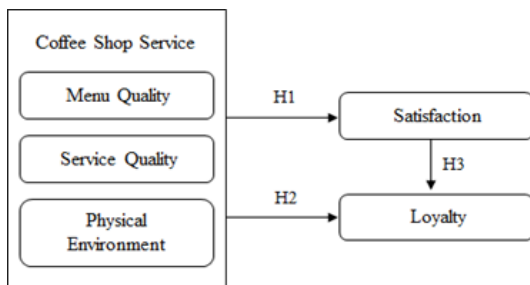 Coffee Shop Service
Menu Quality
H1
Satisfaction
Service Quality
H3
Physical
Environment
H2
Loyalty